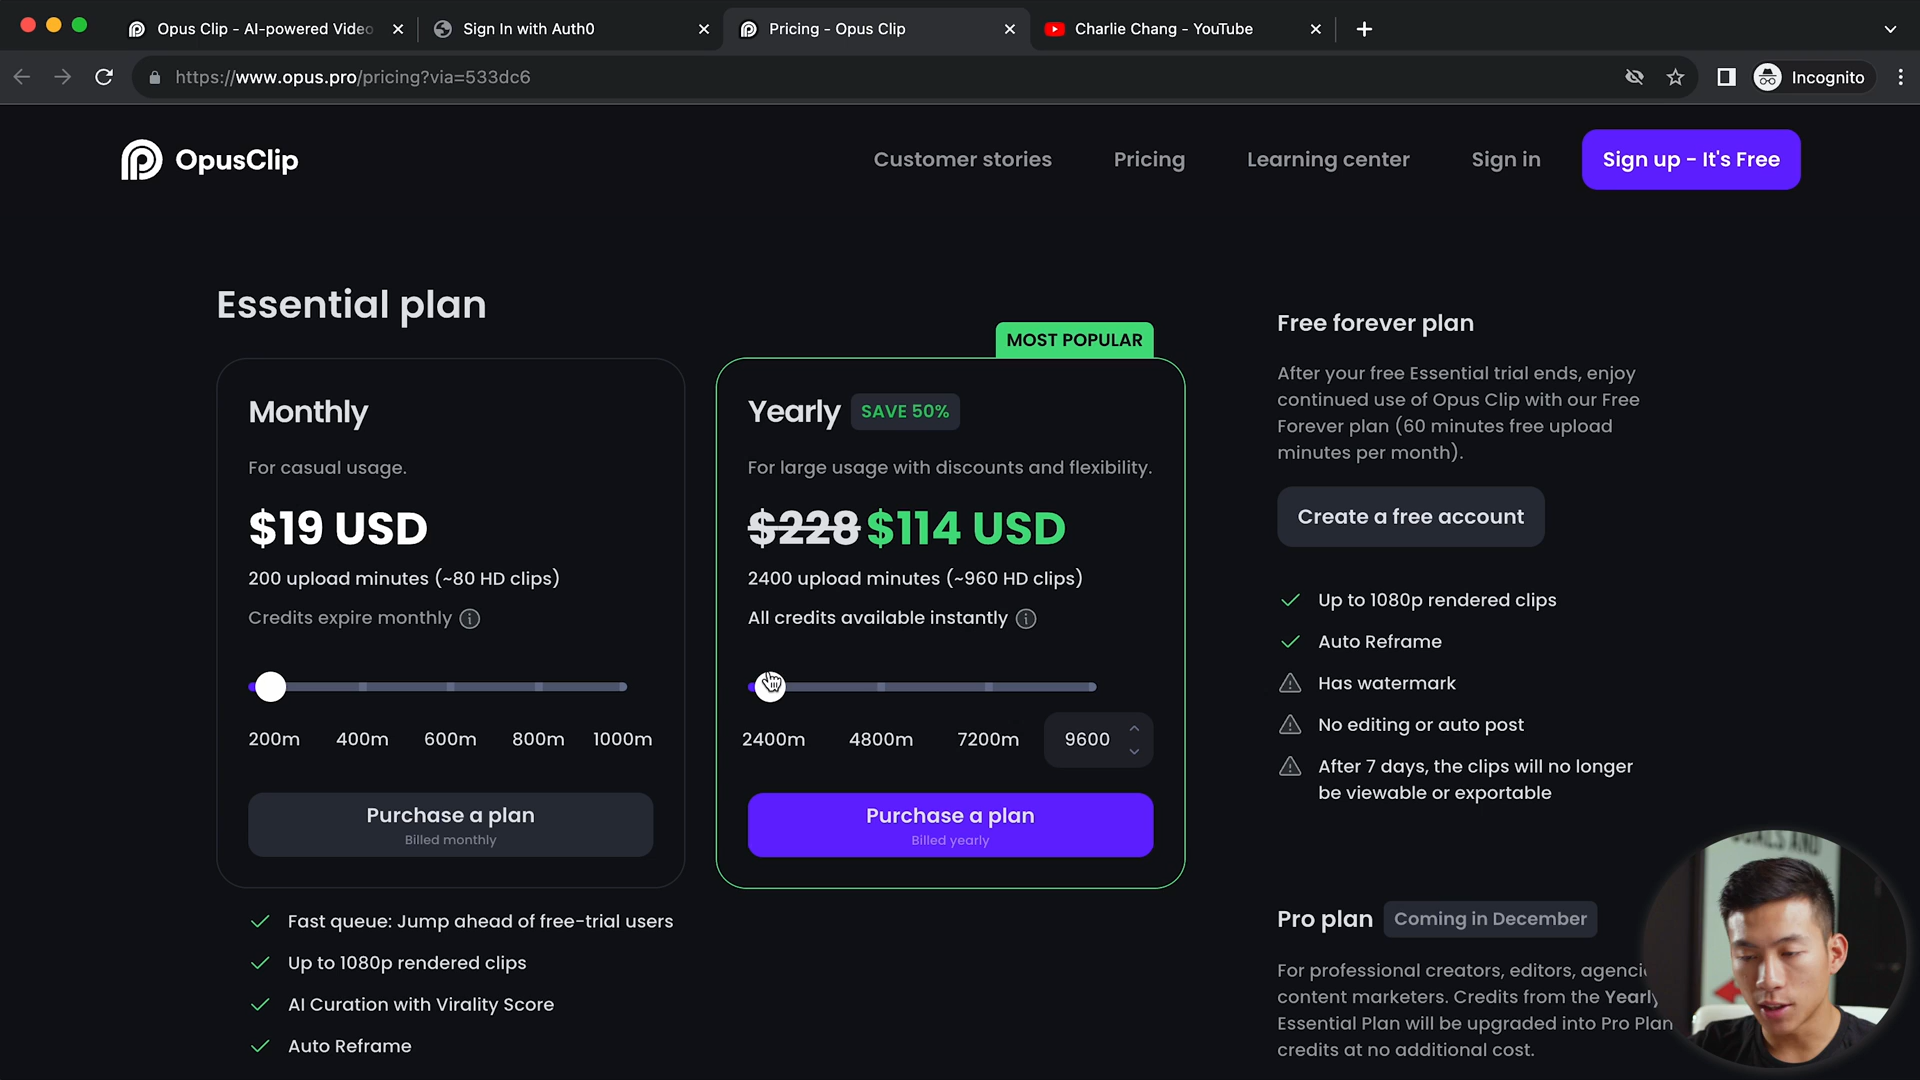 Opus Clip - AI-powered Video
Sign In with Auth0
Pricing - Opus Clip
Charlie Chang - YouTube
https://www.opus.pro/pricing?via=533dc6
Incognito
OpusClip
Customer stories
Pricing
Learning center
Sign in
Sign up - It's Free
Essential plan
Monthly
For casual usage.
$19 USD
200 upload minutes (~80 HD clips)
Credits expire monthly
200m 400m 600m 800m 1000m
Purchase a plan
Billed monthly
MOST POPULAR
Yearly SAVE 50%
For large usage with discounts and flexibility.
$228 $114 USD
2400 upload minutes (~960 HD clips)
All credits available instantly
2400m 4800m 7200m 9600
Purchase a plan
Billed yearly
Fast queue: Jump ahead of free-trial users
Up to 1080p rendered clips
AI Curation with Virality Score
Auto Reframe
Free forever plan
After your free Essential trial ends, enjoy
continued use of Opus Clip with our Free
Forever plan (60 minutes free upload
minutes per month).
Create a free account
Up to 1080p rendered clips
Auto Reframe
Has watermark
No editing or auto post
After 7 days, the clips will no longer
be viewable or exportable
Pro plan Coming in December
For professional creators, editors,
content marketers. Credits from the Yearly
Essential Plan will be upgraded into Pro Plan
credits at no additional cost.